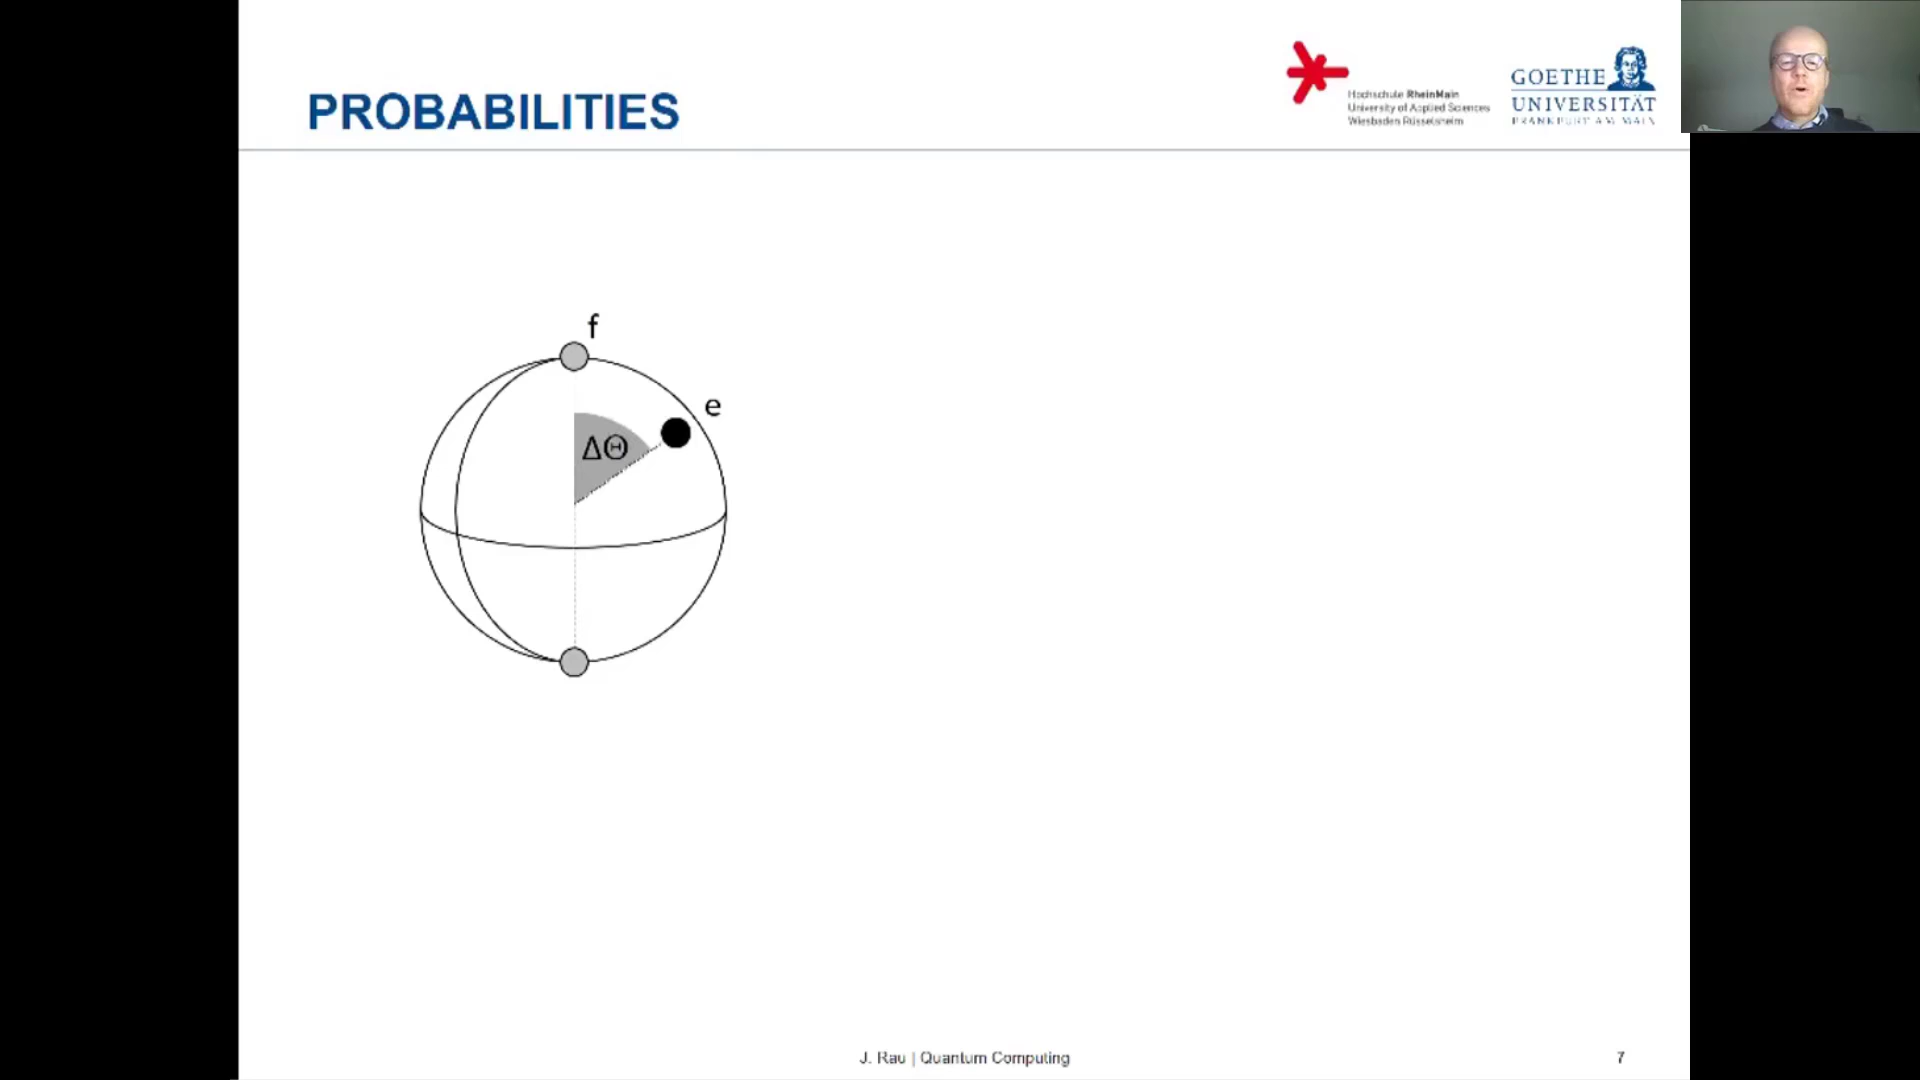 PROBABILITIES
Hochschule RheinMain
University of Applied Sciences
Wiesbaden Rüsselsheim
GOETHE
UNIVERSITÄT
FRANKFURT AM MAIN
f
e
ΔΘ
J. Rau | Quantum Computing
7